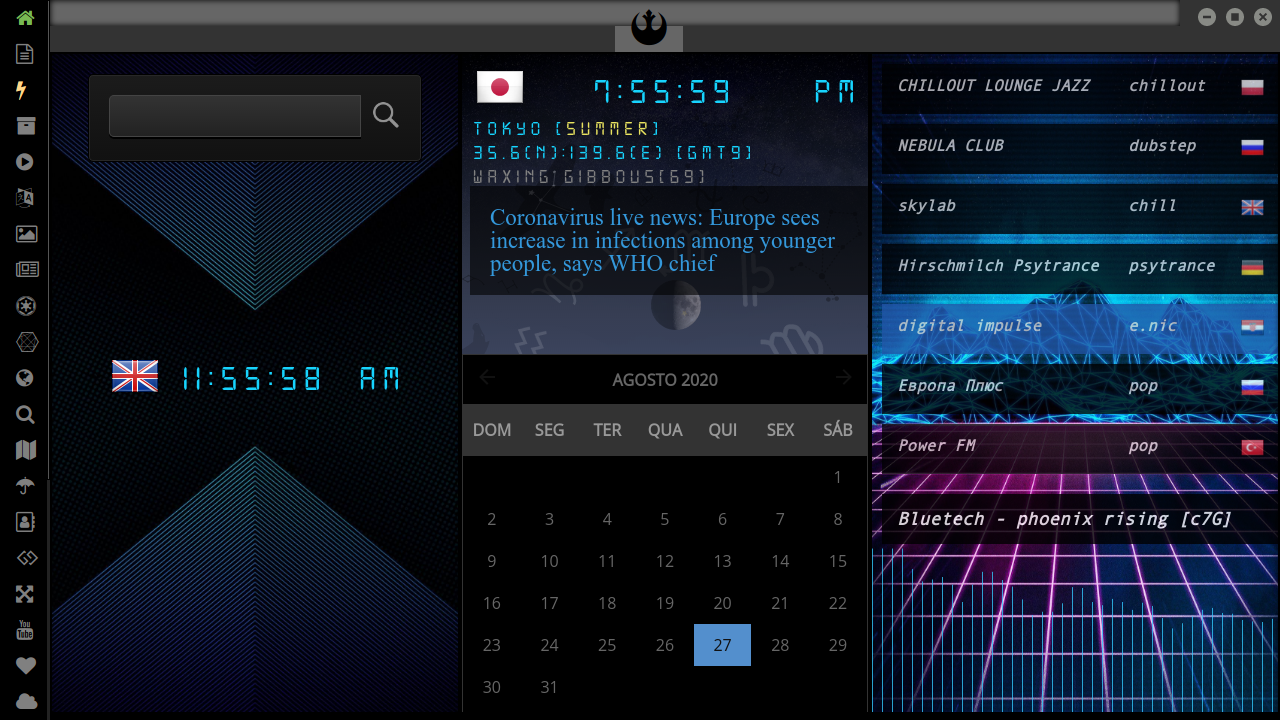 You
Tube
11:55:58 AM
7:55:59 PM
TOKYO [SUMMER]
35.6(N):139.6(E) [GMT9]
WAXING GIBBOUS[69]
Coronavirus live news: Europe sees
increase in infections among younger
people, says WHO chief
AGOSTO 2020
DOM SEG TER QUA QUI SEX SÁB
1
2 3 4 5 6 7 8
9 10 11 12 13 14 15
16 17 18 19 20 21 22
23 24 25 26 27 28 29
30 31
CHILLOUT LOUNGE JAZZ chillout
NEBULA CLUB dubstep
skylab chill
Hirschmilch Psytrance psytrance
digital impulse e.nic
Европа Плюс pop
Power FM pop
Bluetech - phoenix rising [c7G]